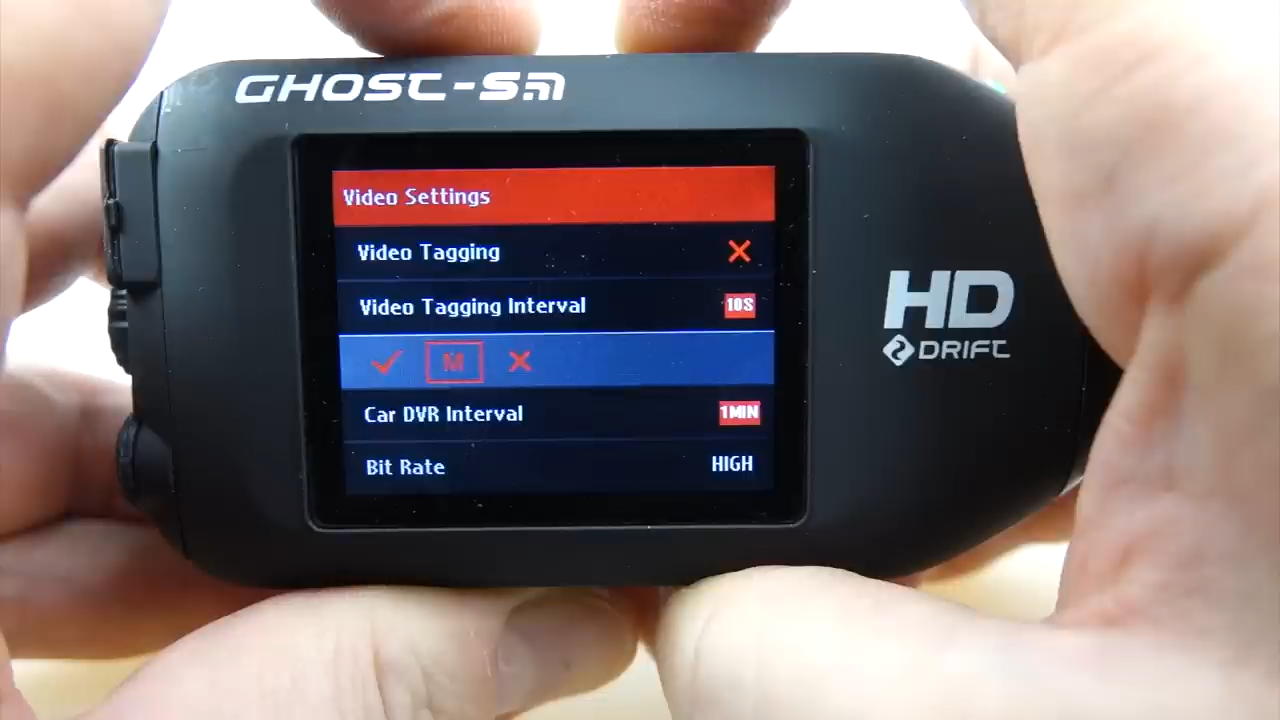 GHOST-S
Video Settings
Video Tagging
Video Tagging Interval 10S
M
Car DVR Interval 1MIN
Bit Rate HIGH
HD
DRIFT